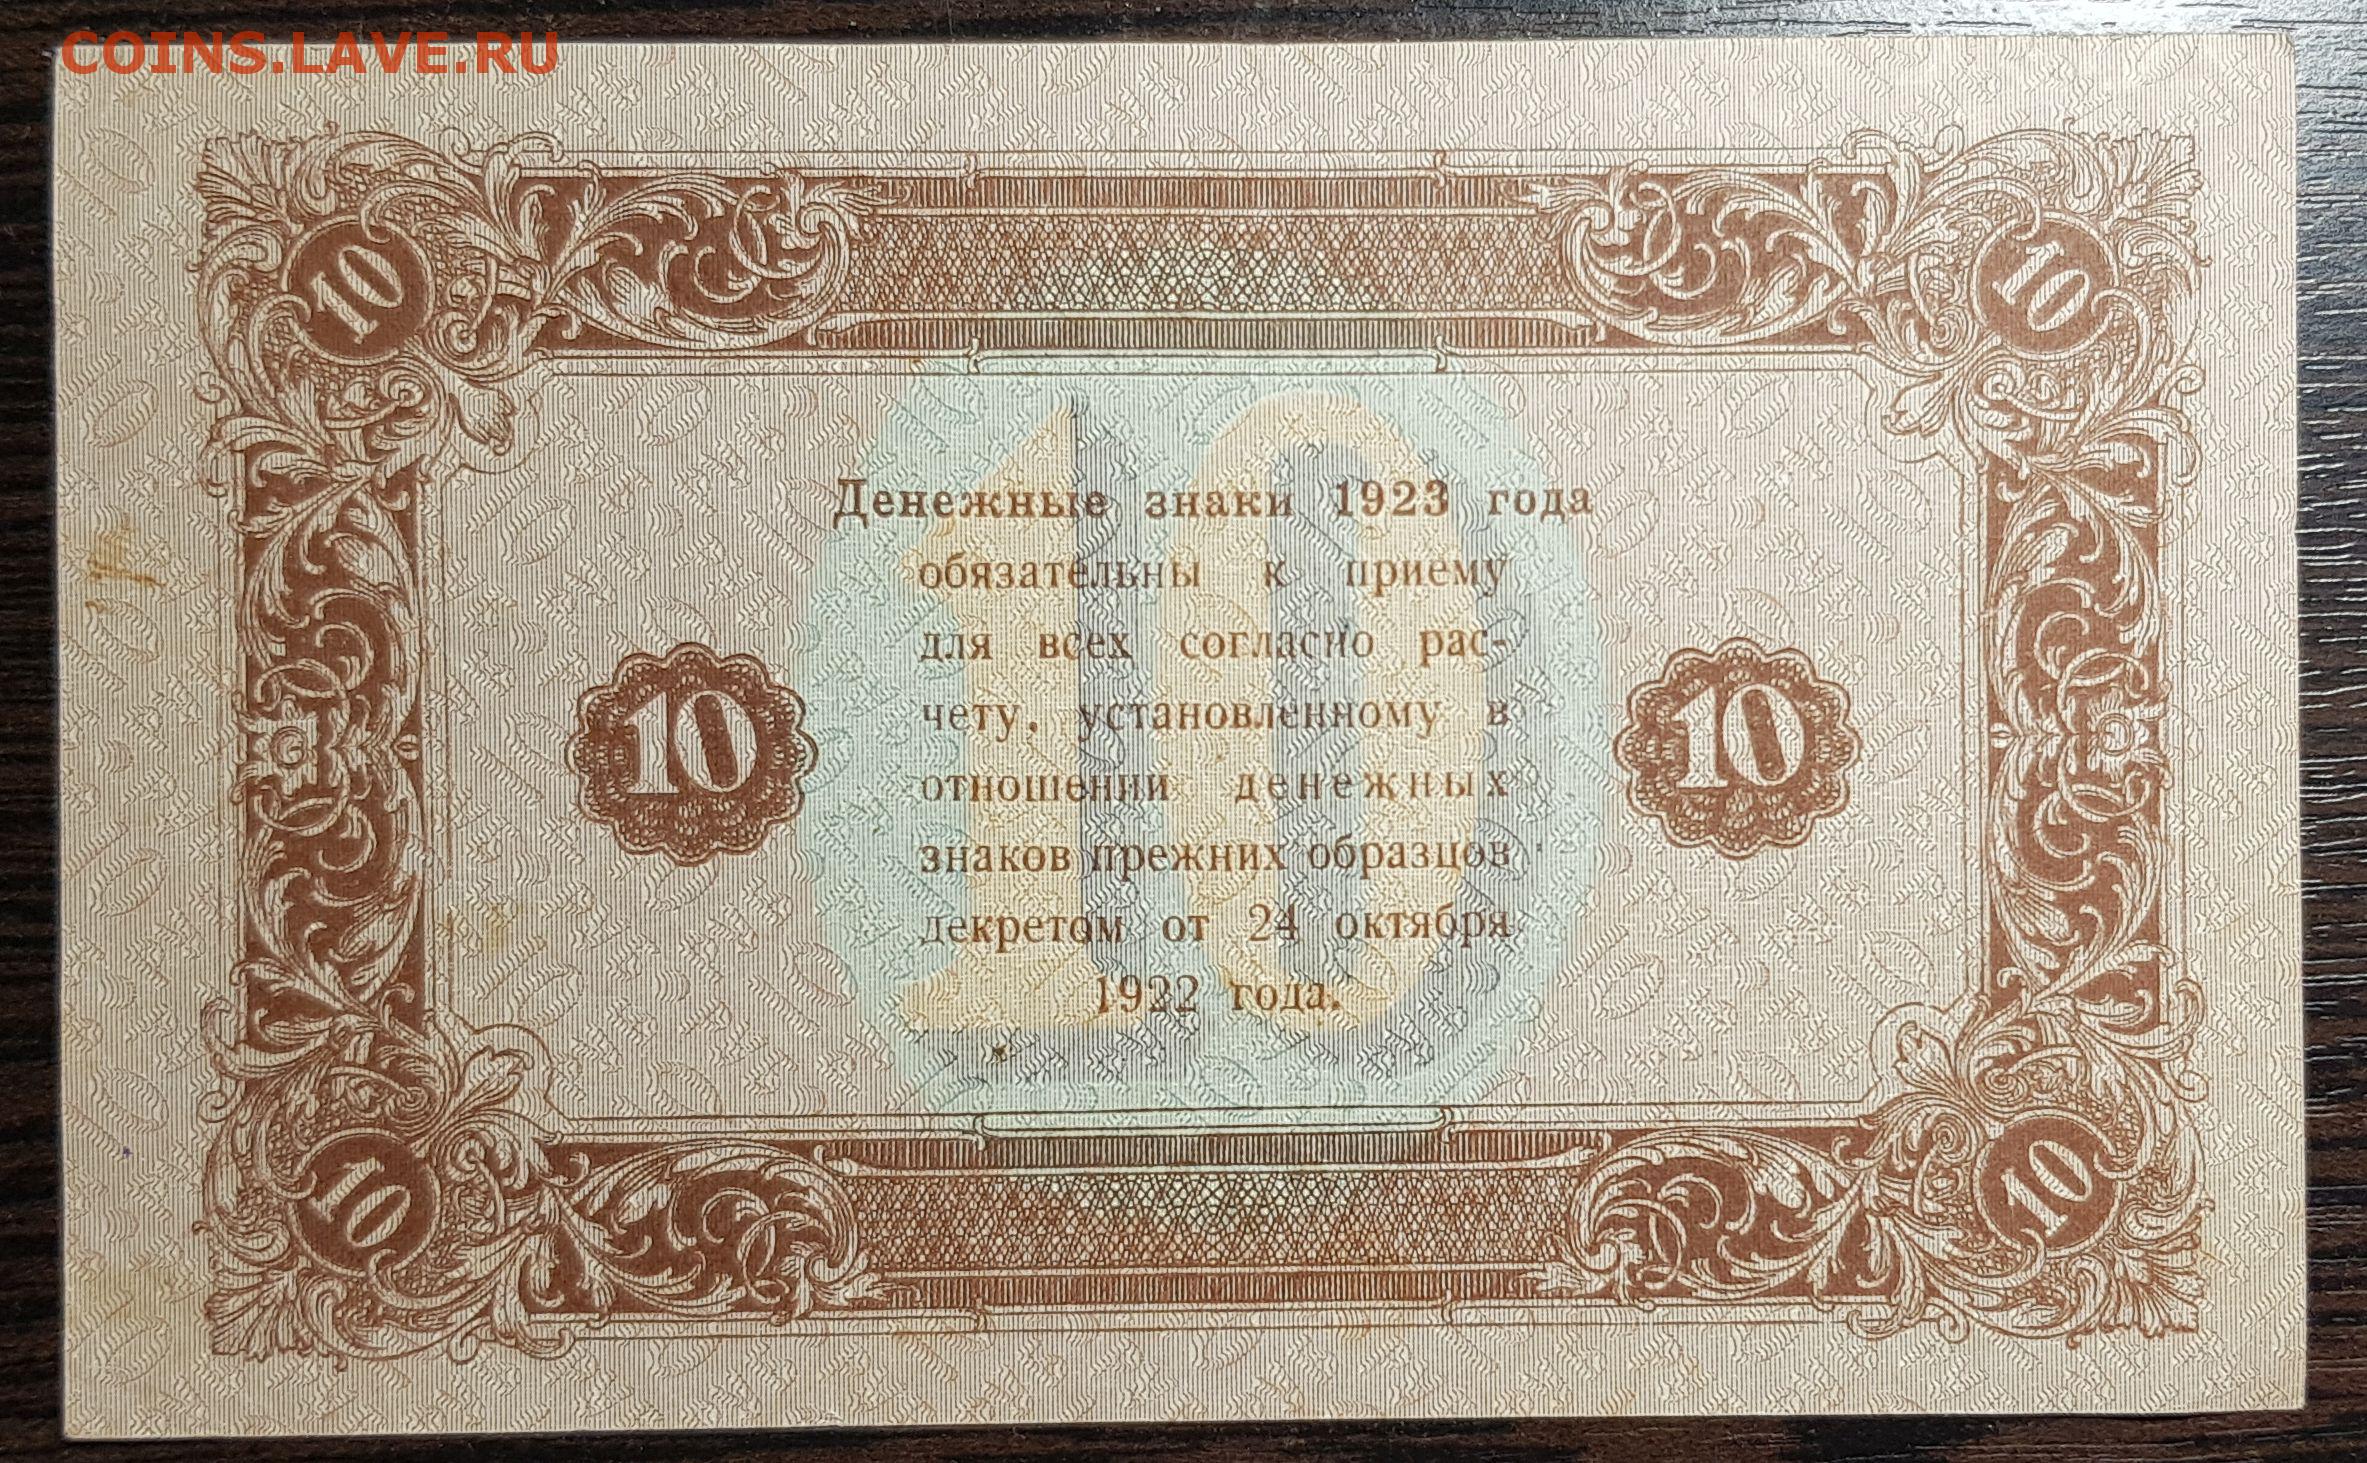 COINS.LAVE.RU
10 10
Денежные знаки 1923 года
обязательны к приему
для всех согласно рас-
чету, установленному в
отношении денежных
знаков прежних образцов
декретом от 24 октября
1922 года.
10
10 10
10 10